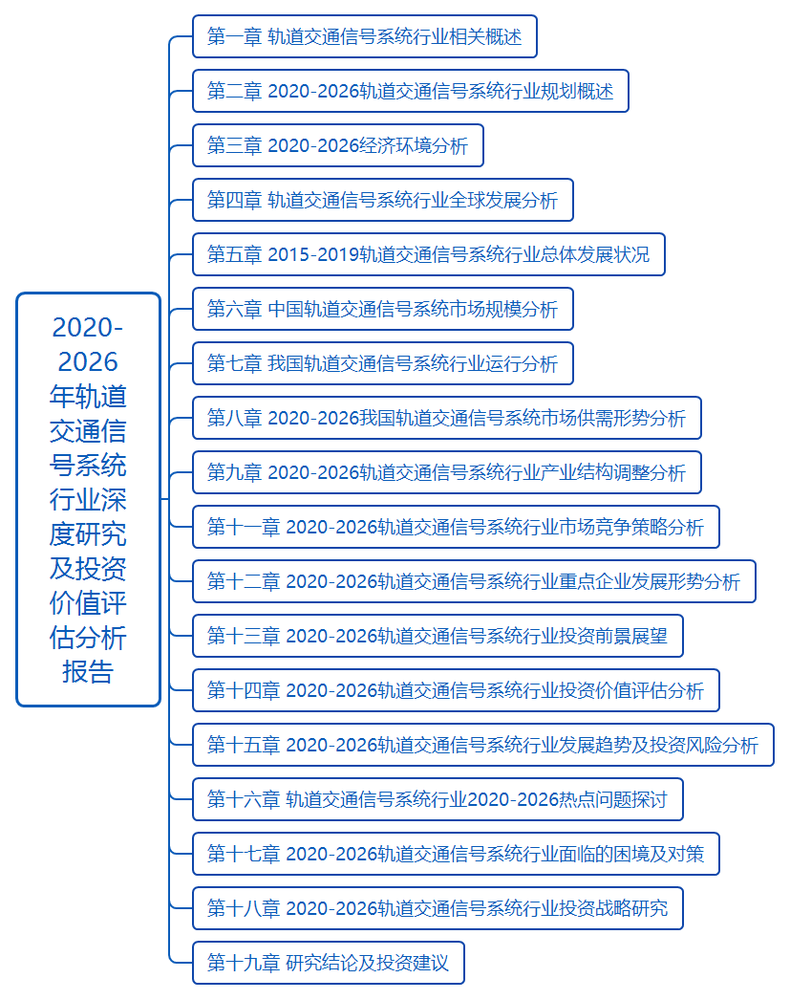 2020-
2026
年轨道
交通信
号系统
行业深
度研究
及投资
价值评
估分析
报告
第一章 轨道交通信号系统行业相关概述
第二章 2020-2026轨道交通信号系统行业规划概述
第三章 2020-2026经济环境分析
第四章 轨道交通信号系统行业全球发展分析
第五章 2015-2019轨道交通信号系统行业总体发展状况
第六章 中国轨道交通信号系统市场规模分析
第七章 我国轨道交通信号系统行业运行分析
第八章 2020-2026我国轨道交通信号系统市场供需形势分析
第九章 2020-2026轨道交通信号系统行业产业结构调整分析
第十一章 2020-2026轨道交通信号系统行业市场竞争策略分析
第十二章 2020-2026轨道交通信号系统行业重点企业发展形势分析
第十三章 2020-2026轨道交通信号系统行业投资前景展望
第十四章 2020-2026轨道交通信号系统行业投资价值评估分析
第十五章 2020-2026轨道交通信号系统行业发展趋势及投资风险分析
第十六章 轨道交通信号系统行业2020-2026热点问题探讨
第十七章 2020-2026轨道交通信号系统行业面临的困境及对策
第十八章 2020-2026轨道交通信号系统行业投资战略研究
第十九章 研究结论及投资建议